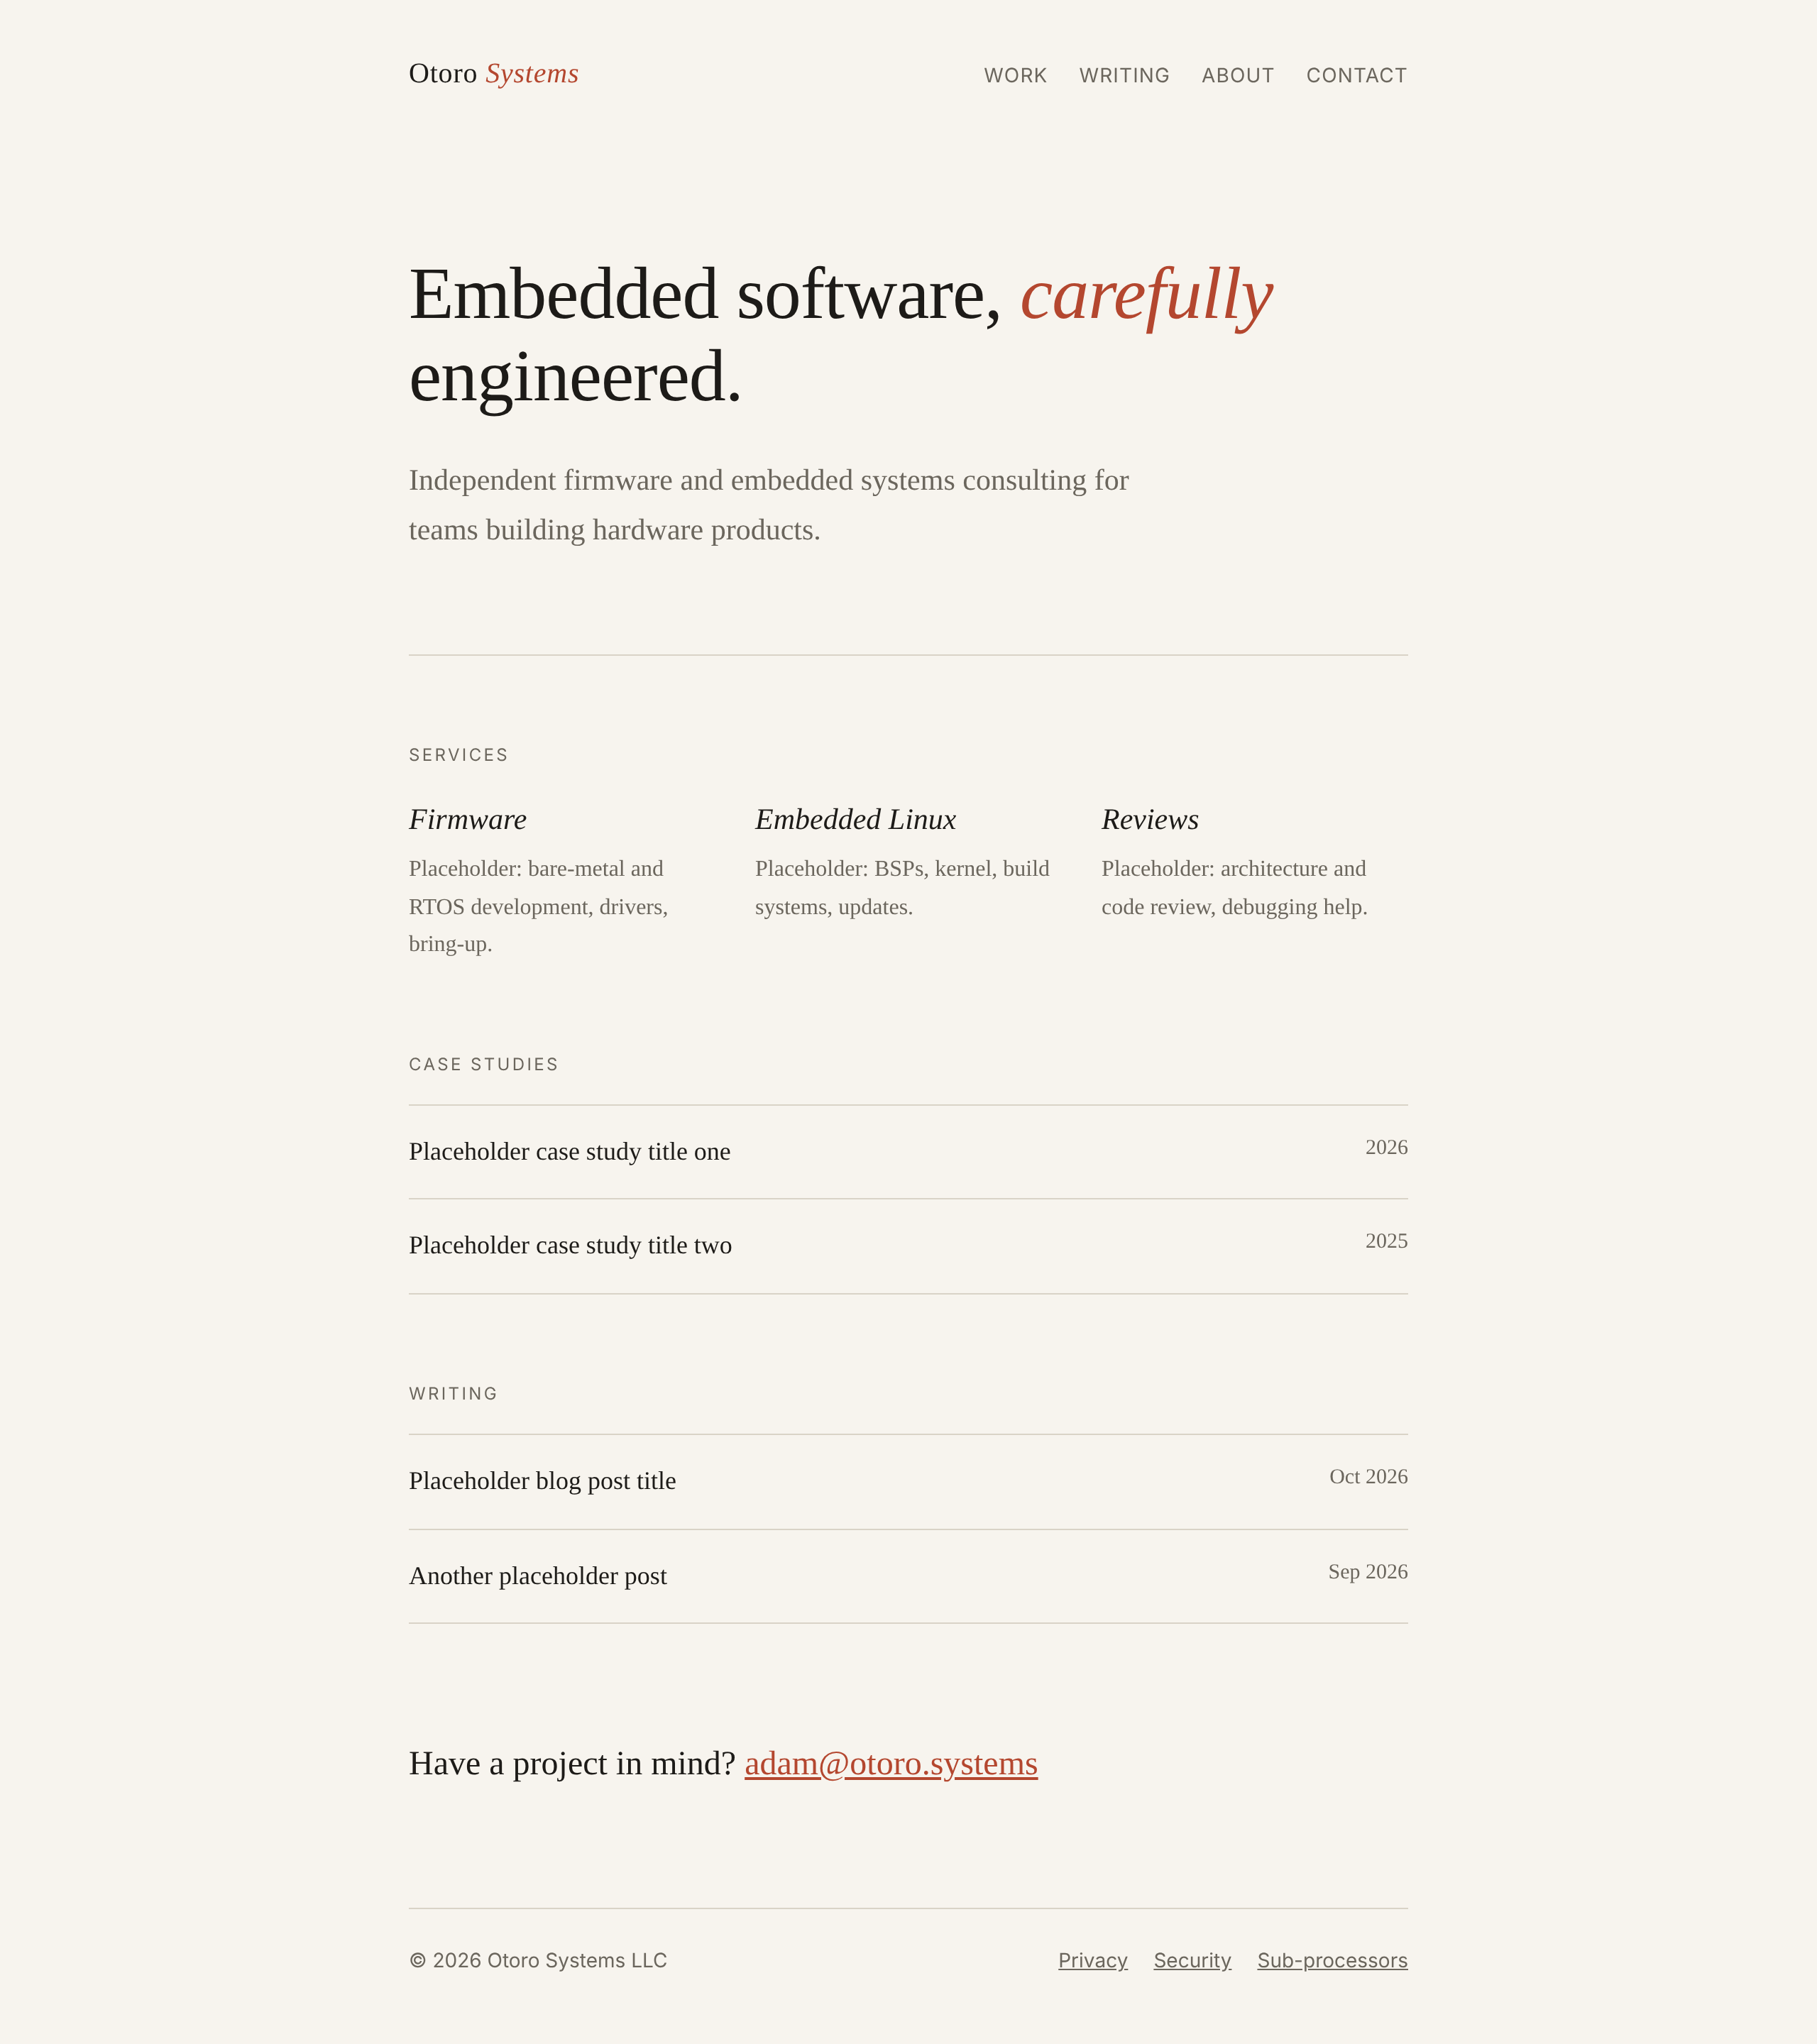 Otoro Systems
WORK WRITING ABOUT CONTACT
Embedded software, carefully
engineered.
Independent firmware and embedded systems consulting for
teams building hardware products.
SERVICES
Firmware
Placeholder: bare-metal and
RTOS development, drivers,
bring-up.
Embedded Linux
Placeholder: BSPs, kernel, build
systems, updates.
Reviews
Placeholder: architecture and
code review, debugging help.
CASE STUDIES
Placeholder case study title one 2026
Placeholder case study title two 2025
WRITING
Placeholder blog post title Oct 2026
Another placeholder post Sep 2026
Have a project in mind? adam@otoro.systems
© 2026 Otoro Systems LLC
Privacy Security Sub-processors